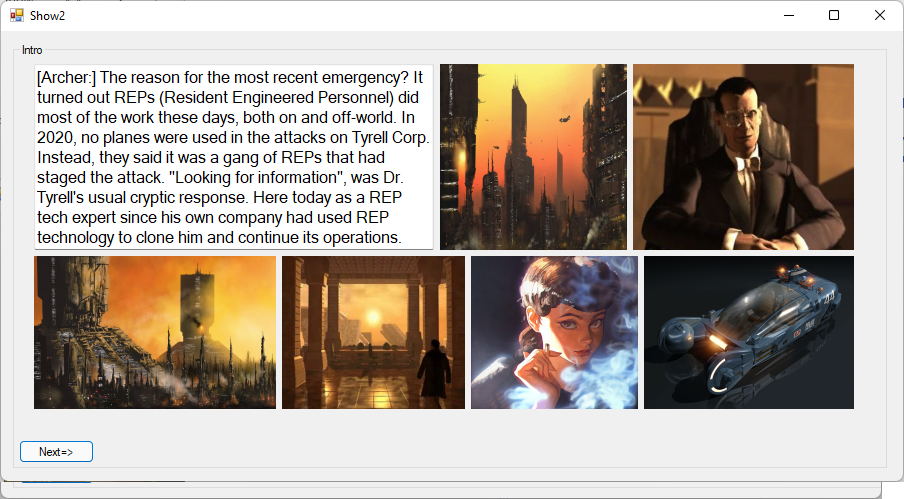 Show2
Intro
[Archer:] The reason for the most recent emergency? It
turned out REPs (Resident Engineered Personnel) did
most of the work these days, both on and off-world. In
2020, no planes were used in the attacks on Tyrell Corp.
Instead, they said it was a gang of REPs that had
staged the attack. "Looking for information", was Dr.
Tyrell's usual cryptic response. Here today as a REP
tech expert since his own company had used REP
technology to clone him and continue its operations.
44
Next=>